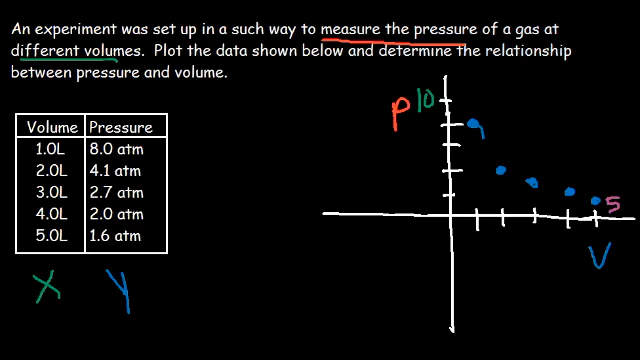 An experiment was set up in a such way to measure the pressure of a gas at
different volumes. Plot the data shown below and determine the relationship
between pressure and volume.
Volume Pressure
1.0L 8.0 atm
2.0L 4.1 atm
3.0L 2.7 atm
4.0L 2.0 atm
5.0L 1.6 atm
X Y
P 10
5
V